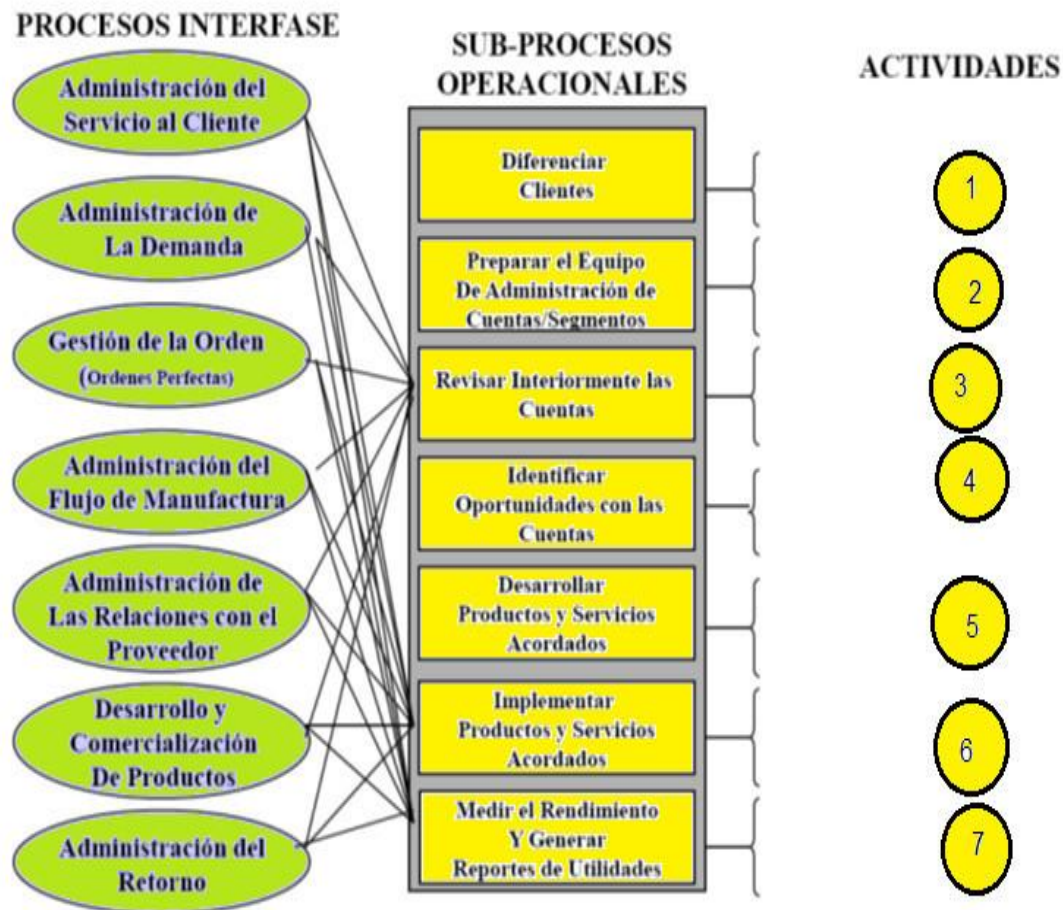 PROCESOS INTERFASE
Administración del
Servicio al Cliente
Administración de
La Demanda
Gestión de la Orden
(Ordenes Perfectas)
Administración del
Flujo de Manufactura
Administración de
Las Relaciones con el
Proveedor
Desarrollo y
Comercialización
De Productos
Administración del
Retorno
SUB-PROCESOS
OPERACIONALES
Diferenciar
Clientes
Preparar el Equipo
De Administración de
Cuentas/Segmentos
Revisar Interiormente las
Cuentas
Identificar
Oportunidades con las
Cuentas
Desarrollar
Productos y Servicios
Acordados
Implementar
Productos y Servicios
Acordados
Medir el Rendimiento
Y Generar
Reportes de Utilidades
ACTIVIDADES
1
2
3
4
5
6
7